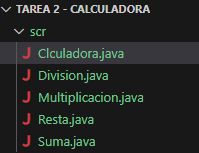 TAREA 2 - CALCULADORA
scr
Clculadora.java
Division.java
Multiplicacion.java
Resta.java
Suma.java